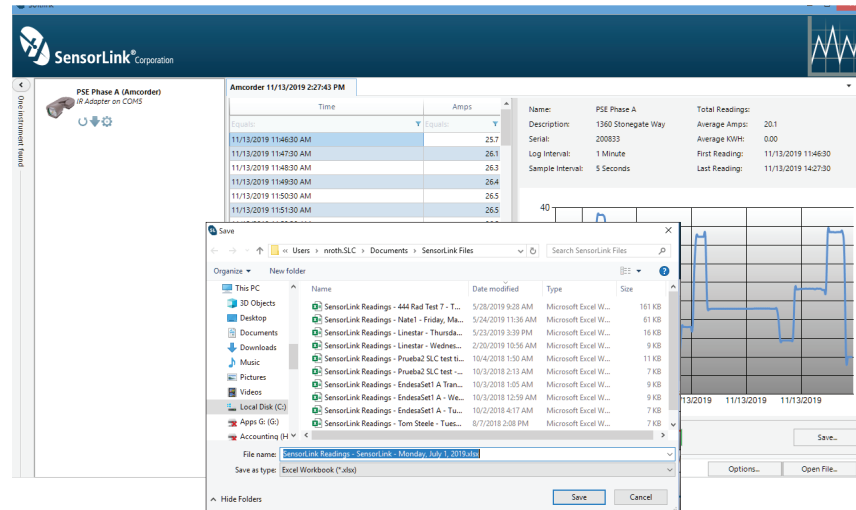 SensorLink® Corporation
PSE Phase A (Amcorder)
IR Adapter on COM5
One instrument found
Amcorder 11/13/2019 2:27:43 PM
Time Amps
Equals: Equals:
11/13/2019 11:46:30 AM 25.7
11/13/2019 11:47:30 AM 26.1
11/13/2019 11:48:30 AM 26.3
11/13/2019 11:49:30 AM 26.4
11/13/2019 11:50:30 AM 26.5
11/13/2019 11:51:30 AM 26.5
Name: PSE Phase A Total Readings:
Description: 1360 Stonegate Way Average Amps: 20.1
Serial: 200833 Average KWH: 0.00
Log Interval: 1 Minute First Reading: 11/13/2019 11:46:30
Sample Interval: 5 Seconds Last Reading: 11/13/2019 14:27:30
40
Save
« Users › nroth.SLC › Documents › SensorLink Files Search SensorLink Files
Organize New folder
This PC
3D Objects
Desktop
Documents
Downloads
Music
Pictures
Videos
Local Disk (C:)
Apps G: (G:)
Accounting (H
Name Date modified Type Size
SensorLink Readings - 444 Rad Test 7 - T... 5/28/2019 9:28 AM Microsoft Excel W... 161 KB
SensorLink Readings - Nate1 - Friday, Ma... 5/24/2019 11:36 AM Microsoft Excel W... 61 KB
SensorLink Readings - Linestar - Thursda... 5/23/2019 3:39 PM Microsoft Excel W... 16 KB
SensorLink Readings - Linestar - Wednes... 2/20/2019 10:56 AM Microsoft Excel W... 9 KB
SensorLink Readings - Prueba2 SLC test ti... 10/4/2018 1:50 AM Microsoft Excel W... 11 KB
SensorLink Readings - Prueba2 SLC test -... 10/3/2018 2:13 AM Microsoft Excel W... 7 KB
SensorLink Readings - EndesaSet1 A Tran... 10/3/2018 1:05 AM Microsoft Excel W... 9 KB
SensorLink Readings - EndesaSet1 A - We... 10/3/2018 12:59 AM Microsoft Excel W... 9 KB
SensorLink Readings - EndesaSet1 A - Tu... 10/2/2018 4:17 AM Microsoft Excel W... 7 KB
SensorLink Readings - Tom Steele - Tues... 8/7/2018 2:08 PM Microsoft Excel W... 7 KB
File name: SensorLink Readings - SensorLink - Monday, July 1, 2019.xlsx
Save as type: Excel Workbook (*.xlsx)
Hide Folders Save Cancel
13/2019 11/13/2019 11/13/2019
Save...
Options... Open File...